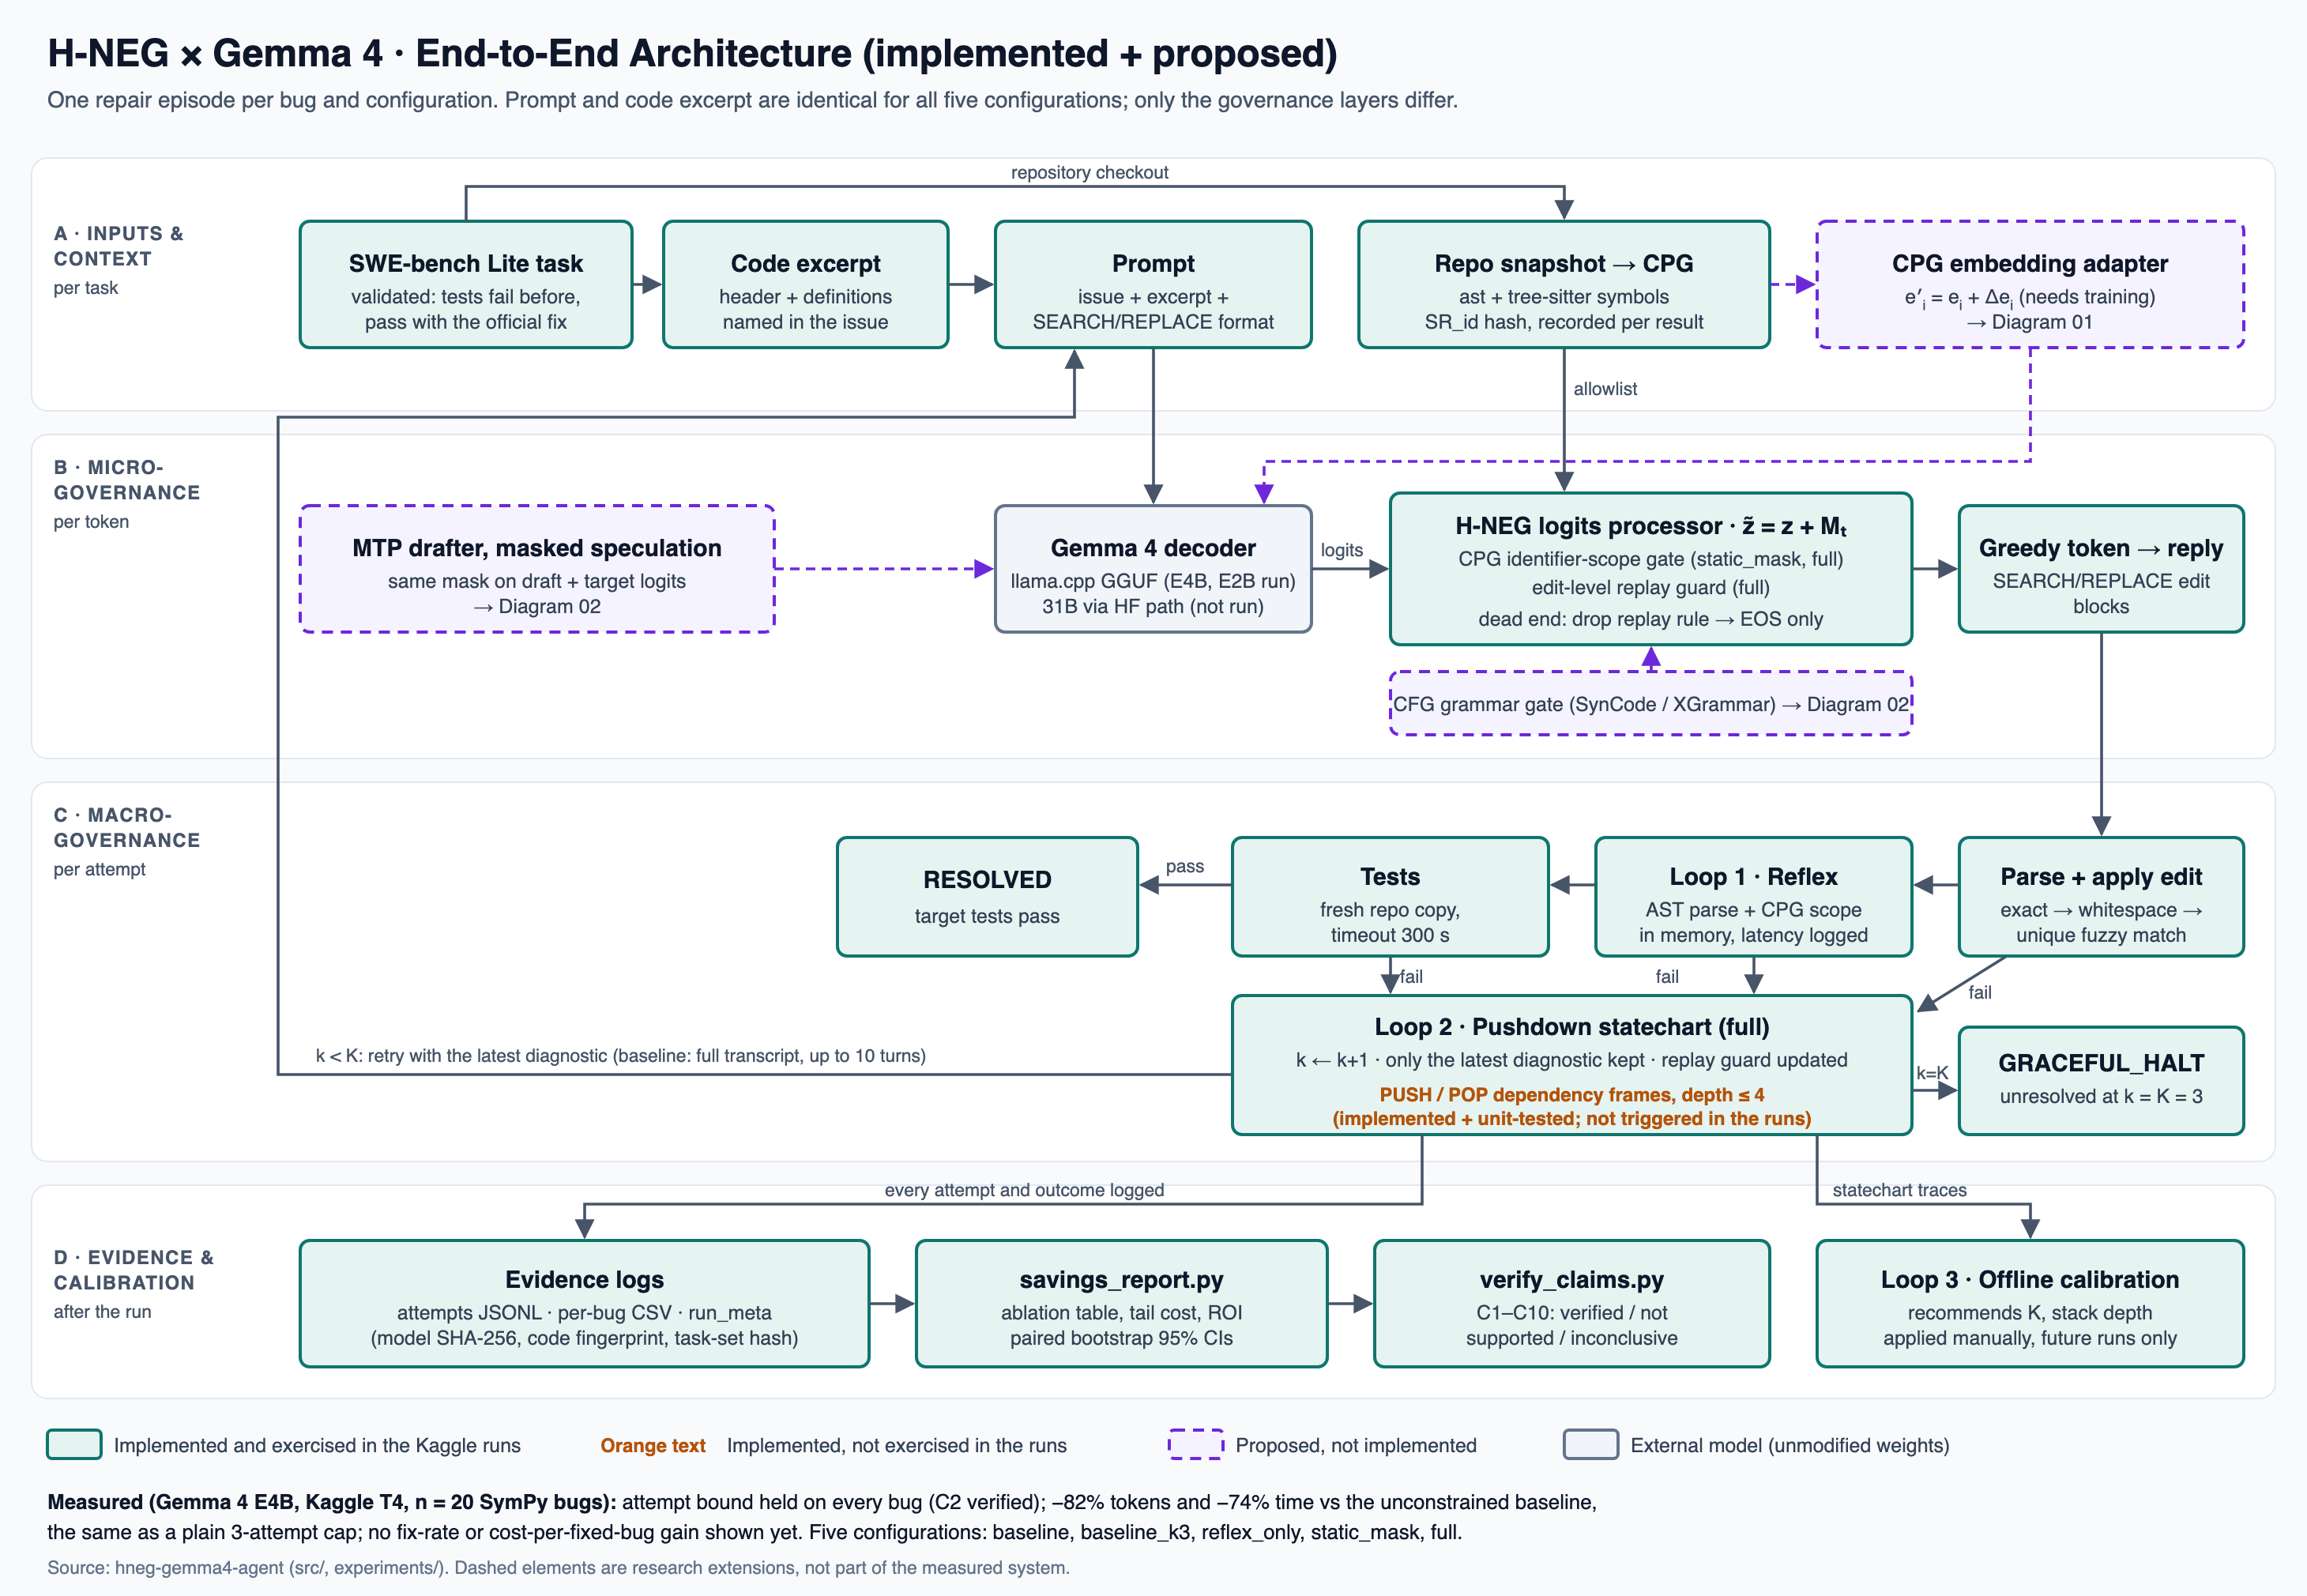 H-NEG × Gemma 4 · End-to-End Architecture (implemented + proposed)
One repair episode per bug and configuration. Prompt and code excerpt are identical for all five configurations; only the governance layers differ.
A · INPUTS &
CONTEXT
per task
repository checkout
SWE-bench Lite task
validated: tests fail before,
pass with the official fix
Code excerpt
header + definitions
named in the issue
Prompt
issue + excerpt +
SEARCH/REPLACE format
Repo snapshot → CPG
ast + tree-sitter symbols
SR_id hash, recorded per result
CPG embedding adapter
e′ᵢ = eᵢ + Δeᵢ (needs training)
→ Diagram 01
allowlist
B · MICRO-
GOVERNANCE
per token
MTP drafter, masked speculation
same mask on draft + target logits
→ Diagram 02
Gemma 4 decoder
llama.cpp GGUF (E4B, E2B run)
31B via HF path (not run)
logits
H-NEG logits processor · z̃ = z + Mₜ
CPG identifier-scope gate (static_mask, full)
edit-level replay guard (full)
dead end: drop replay rule → EOS only
Greedy token → reply
SEARCH/REPLACE edit
blocks
CFG grammar gate (SynCode / XGrammar) → Diagram 02
C · MACRO-
GOVERNANCE
per attempt
RESOLVED
target tests pass
pass
Tests
fresh repo copy,
timeout 300 s
Loop 1 · Reflex
AST parse + CPG scope
in memory, latency logged
Parse + apply edit
exact → whitespace →
unique fuzzy match
fail
fail
fail
Loop 2 · Pushdown statechart (full)
k ← k+1 · only the latest diagnostic kept · replay guard updated
PUSH / POP dependency frames, depth ≤ 4
(implemented + unit-tested; not triggered in the runs)
k < K: retry with the latest diagnostic (baseline: full transcript, up to 10 turns)
k=K
GRACEFUL_HALT
unresolved at k = K = 3
D · EVIDENCE &
CALIBRATION
after the run
every attempt and outcome logged
statechart traces
Evidence logs
attempts JSONL · per-bug CSV · run_meta
(model SHA-256, code fingerprint, task-set hash)
savings_report.py
ablation table, tail cost, ROI
paired bootstrap 95% CIs
verify_claims.py
C1–C10: verified / not
supported / inconclusive
Loop 3 · Offline calibration
recommends K, stack depth
applied manually, future runs only
Implemented and exercised in the Kaggle runs
Orange text Implemented, not exercised in the runs
Proposed, not implemented
External model (unmodified weights)
Measured (Gemma 4 E4B, Kaggle T4, n = 20 SymPy bugs): attempt bound held on every bug (C2 verified); −82% tokens and −74% time vs the unconstrained baseline,
the same as a plain 3-attempt cap; no fix-rate or cost-per-fixed-bug gain shown yet. Five configurations: baseline, baseline_k3, reflex_only, static_mask, full.
Source: hneg-gemma4-agent (src/, experiments/). Dashed elements are research extensions, not part of the measured system.